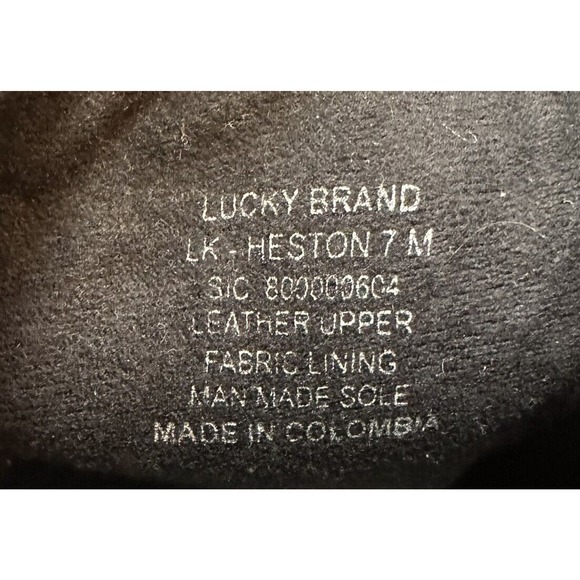 LUCKY BRAND
LK - HESTON 7 M
SIC 800000604
LEATHER UPPER
FABRIC LINING
MAN MADE SOLE
MADE IN COLOMBIA